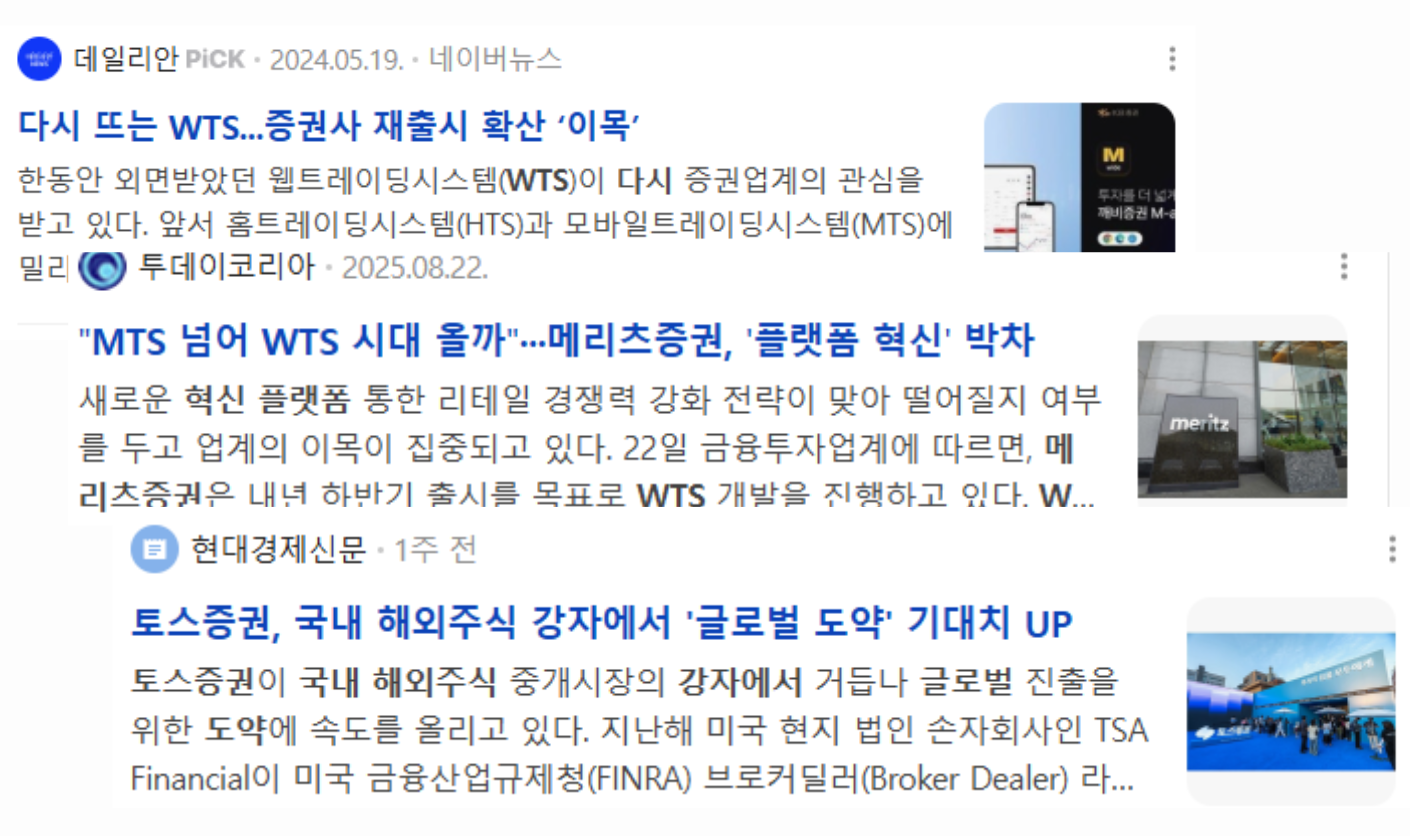 데일리안 PiCK · 2024.05.19. · 네이버뉴스
다시 뜨는 WTS...증권사 재출시 확산 ‘이목’
한동안 외면받았던 웹트레이딩시스템(WTS)이 다시 증권업계의 관심을
받고 있다. 앞서 홈트레이딩시스템(HTS)과 모바일트레이딩시스템(MTS)에
밀리
M
투자를 더 넓게
깨비증권 M-a
투데이코리아 · 2025.08.22.
"MTS 넘어 WTS 시대 올까"…메리츠증권, '플랫폼 혁신' 박차
새로운 혁신 플랫폼 통한 리테일 경쟁력 강화 전략이 맞아 떨어질지 여부
를 두고 업계의 이목이 집중되고 있다. 22일 금융투자업계에 따르면, 메
리츠증권은 내년 하반기 출시를 목표로 WTS 개발을 진행하고 있다. W...
meritz
현대경제신문 · 1주 전
토스증권, 국내 해외주식 강자에서 '글로벌 도약' 기대치 UP
토스증권이 국내 해외주식 중개시장의 강자에서 거듭나 글로벌 진출을
위한 도약에 속도를 올리고 있다. 지난해 미국 현지 법인 손자회사인 TSA
Financial이 미국 금융산업규제청(FINRA) 브로커딜러(Broker Dealer) 라...
토스증권